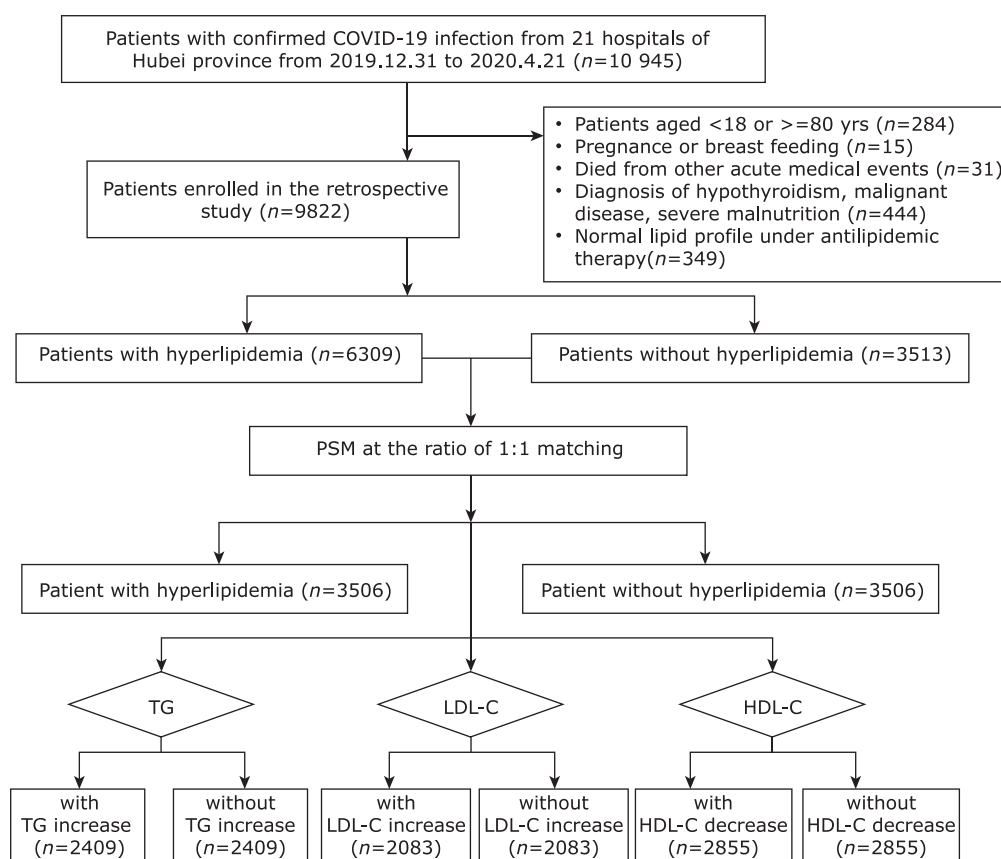 Patients with confirmed COVID-19 infection from 21 hospitals of
Hubei province from 2019.12.31 to 2020.4.21 (n=10 945)
• Patients aged <18 or >=80 yrs (n=284)
• Pregnance or breast feeding (n=15)
• Died from other acute medical events (n=31)
• Diagnosis of hypothyroidism, malignant
disease, severe malnutrition (n=444)
• Normal lipid profile under antilipidemic
therapy(n=349)
Patients enrolled in the retrospective
study (n=9822)
Patients with hyperlipidemia (n=6309)
Patients without hyperlipidemia (n=3513)
PSM at the ratio of 1:1 matching
Patient with hyperlipidemia (n=3506)
Patient without hyperlipidemia (n=3506)
TG
LDL-C
HDL-C
with
TG increase
(n=2409)
without
TG increase
(n=2409)
with
LDL-C increase
(n=2083)
without
LDL-C increase
(n=2083)
with
HDL-C decrease
(n=2855)
without
HDL-C decrease
(n=2855)